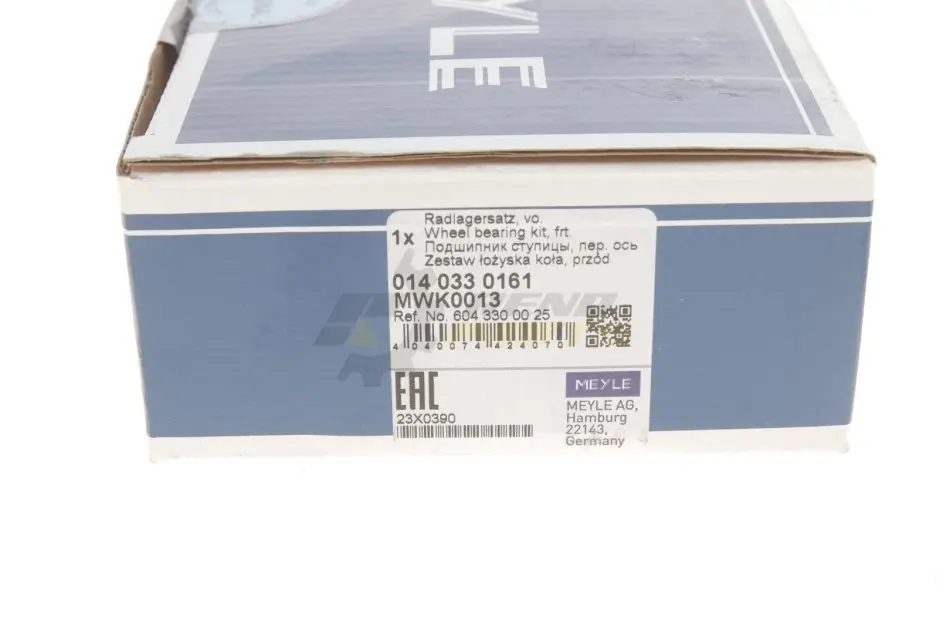 YLE
1x
Radlagersatz, vo.
Wheel bearing kit, frt.
Подшипник ступицы, пер. ось
Zestaw łożyska koła, przód
014 033 0161
MWK0013
Ref. No. 604 330 00 25
4 040074 424070
EAC
23X0390
MEYLE
MEYLE AG,
Hamburg
22143,
Germany